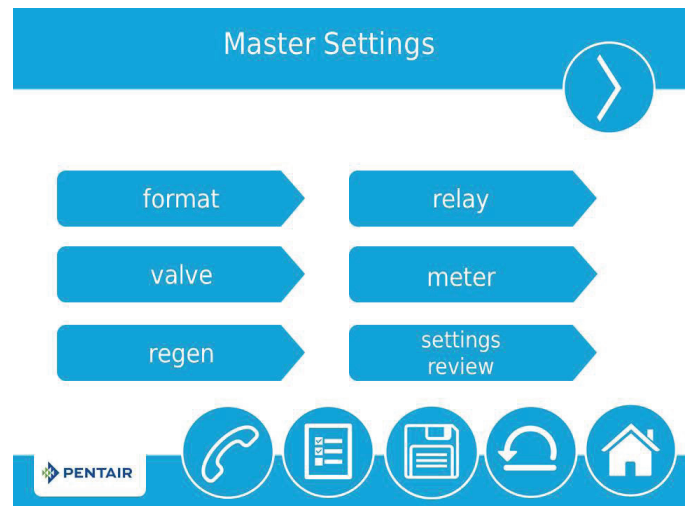 Master Settings
format
relay
valve
meter
regen
settings
review
PENTAIR